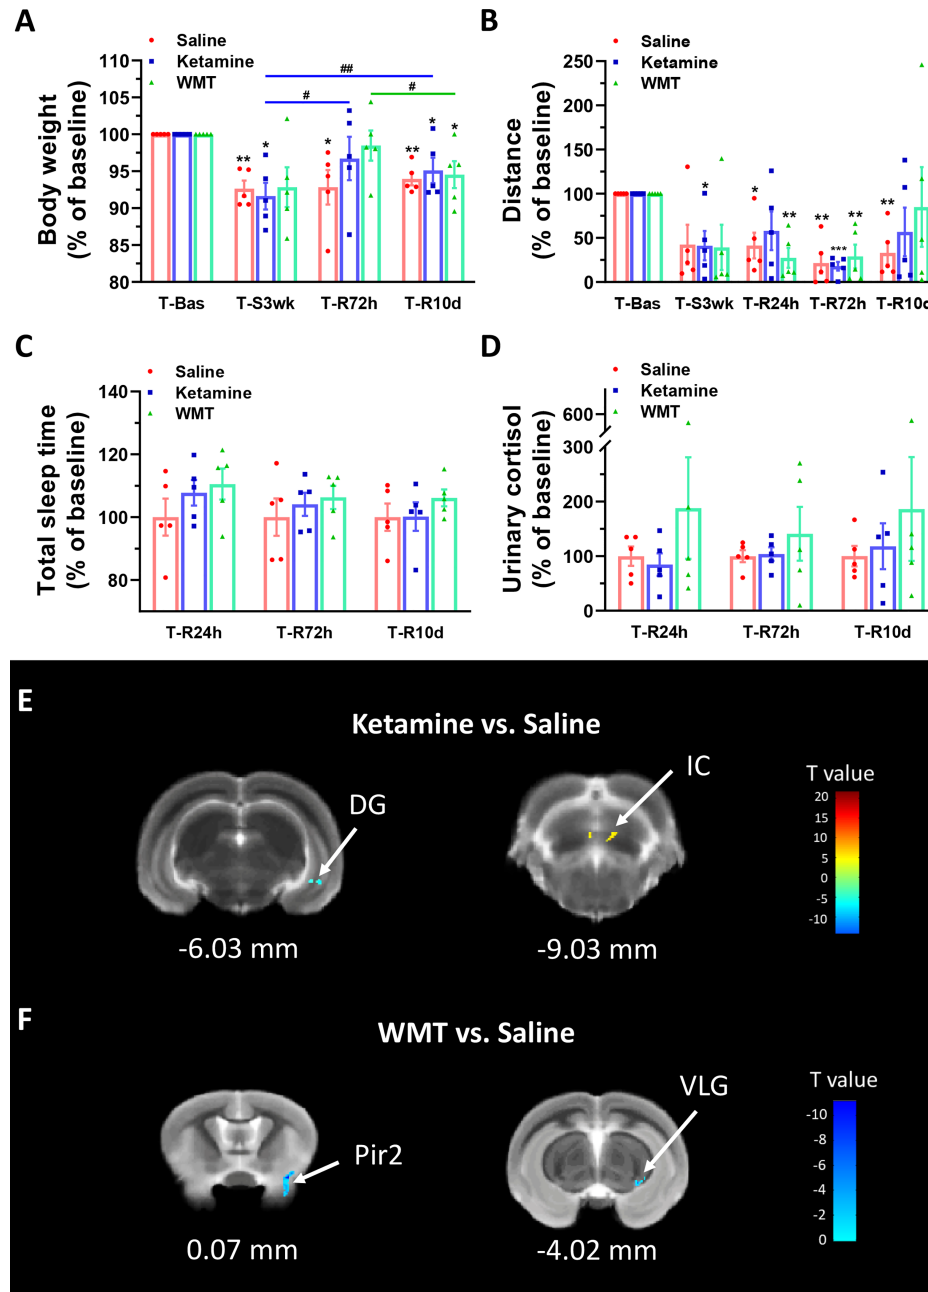 A
Saline
Ketamine
WMT
Body weight
(% of baseline)
110
105
100
95
90
85
80
##
#
#
** * * ** * *
T-Bas T-S3wk T-R72h T-R10d
B
Saline
Ketamine
WMT
Distance
(% of baseline)
250
200
150
100
50
0
* * ** ** *** ** **
T-Bas T-S3wk T-R24h T-R72h T-R10d
C
Saline
Ketamine
WMT
Total sleep time
(% of baseline)
140
120
100
80
T-R24h T-R72h T-R10d
D
Saline
Ketamine
WMT
Urinary cortisol
(% of baseline)
600
300
200
100
0
T-R24h T-R72h T-R10d
E
Ketamine vs. Saline
DG
IC
T value
20
15
10
5
0
-5
-10
-6.03 mm
-9.03 mm
F
WMT vs. Saline
Pir2
VLG
T value
-10
-8
-6
-4
-2
0
0.07 mm
-4.02 mm